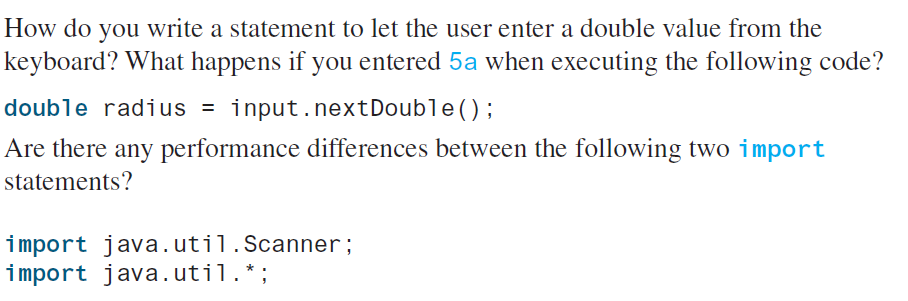 How do you write a statement to let the user enter a double value from the
keyboard? What happens if you entered 5a when executing the following code?
double radius = input.nextDouble();
Are there any performance differences between the following two import
statements?
import java.util.Scanner;
import java.util.*;